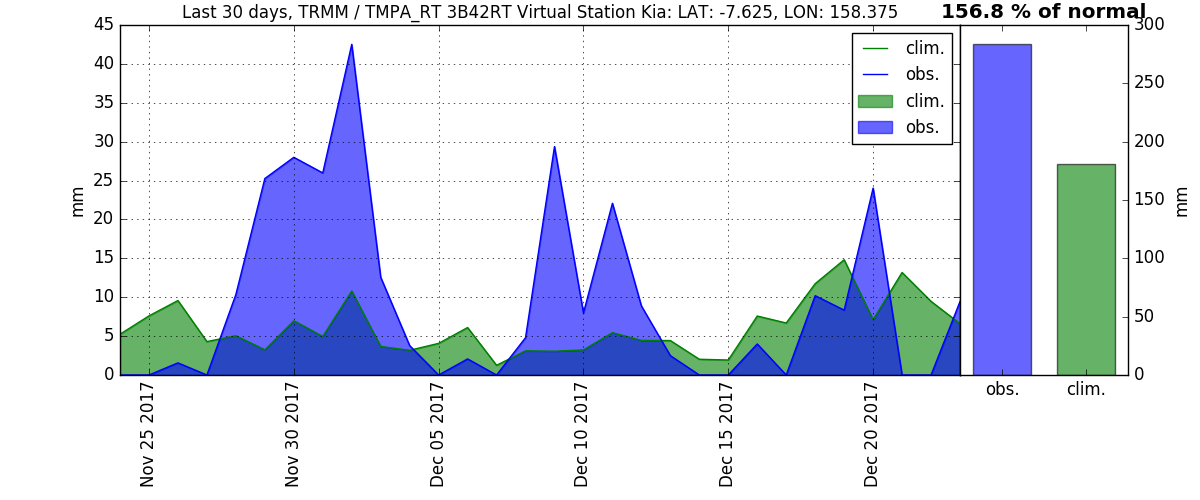 Last 30 days, TRMM / TMPA_RT 3B42RT Virtual Station Kia: LAT: -7.625, LON: 158.375
156.8 % of normal
45
40
35
30
25
20
15
10
5
0
mm
clim.
obs.
clim.
obs.
Nov 25 2017
Nov 30 2017
Dec 05 2017
Dec 10 2017
Dec 15 2017
Dec 20 2017
300
250
200
150
100
50
0
mm
obs.
clim.